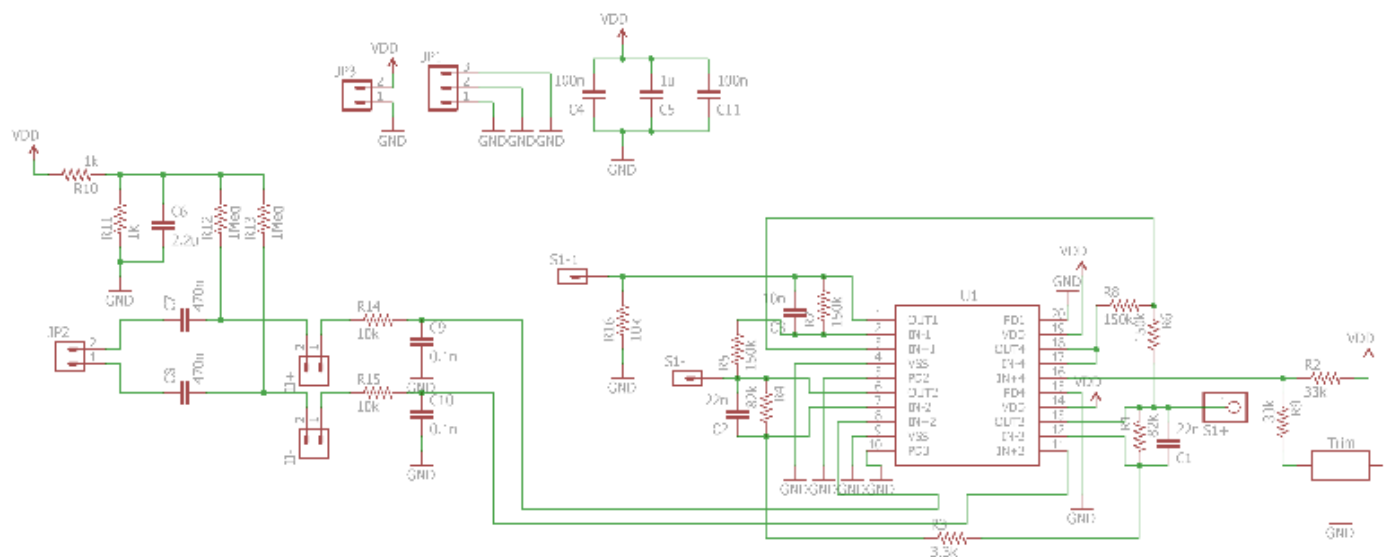 VDD
VDD
JP3
2
1
GND
JP1
3
2
1
GND
GND
GND
100n
C4
1u
C5
100n
C11
GND
VDD
1k
R10
R11
1k
C6
2.2u
R12
1Meg
R13
1Meg
GND
JP2
2
1
C7
470n
C8
470n
2
1
I1+
2
1
I1-
R14
10k
R15
10k
C9
0.1n
GND
C10
0.1n
GND
S1-1
R16
10k
GND
10n
C3
R7
150k
R5
150k
S1-
22n
C2
82k
R4
U1
1
OUT1
2
IN-1
3
IN+1
4
VSS
5
PD2
6
OUT2
7
IN-2
8
IN+2
9
VSS
10
PD3
20
PD1
19
VDD
18
OUT4
17
IN-4
16
IN+4
15
PD4
14
VDD
13
OUT3
12
IN-3
11
IN+3
GND
GND
GND
GND
GND
VDD
R8
150k
150k
R6
VDD
R1
82k
22n
C1
S1+
GND
R3
3.3k
R2
33k
VDD
33k
R9
Trim
GND